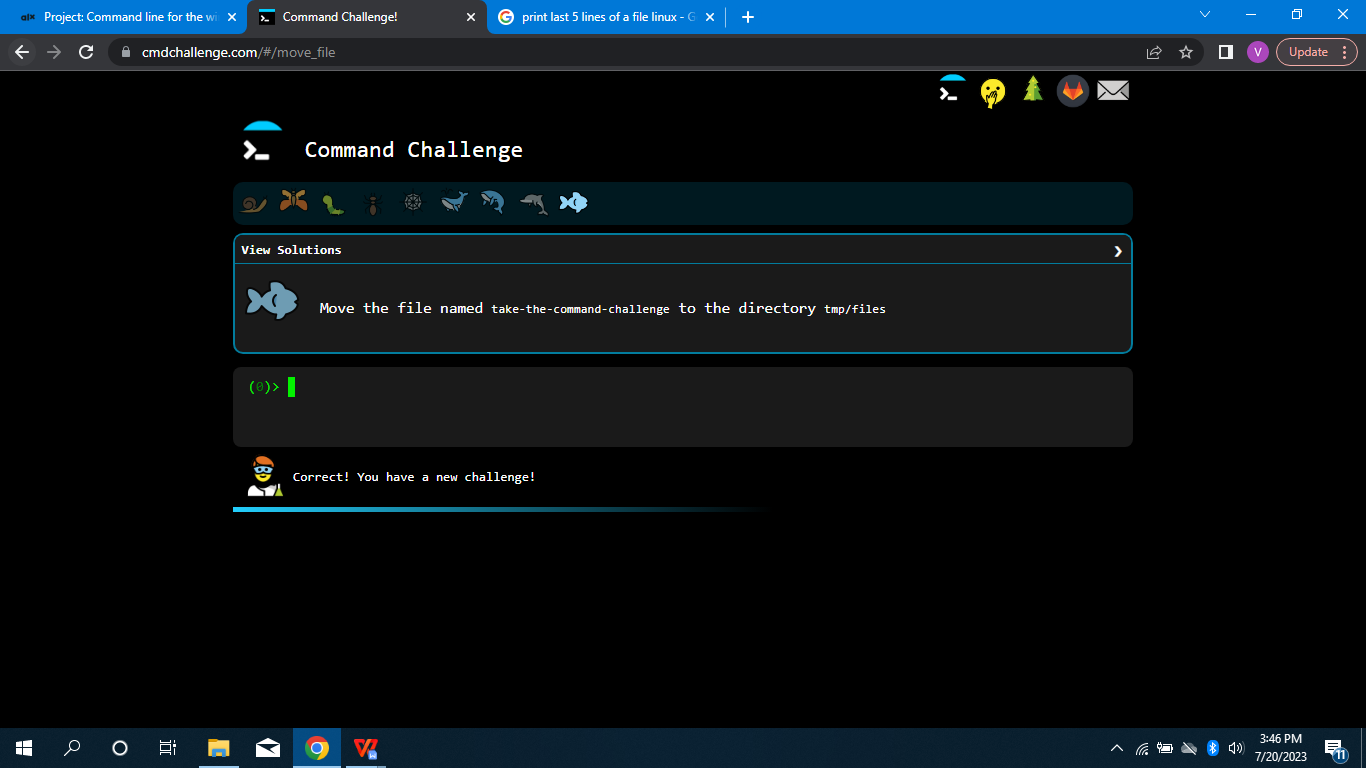 alx Project: Command line for the wi
Command Challenge!
print last 5 lines of a file linux - G
cmdchallenge.com/#/move_file
V
Update
Command Challenge
View Solutions
Move the file named take-the-command-challenge to the directory tmp/files
(0)>
Correct! You have a new challenge!
3:46 PM
7/20/2023
11